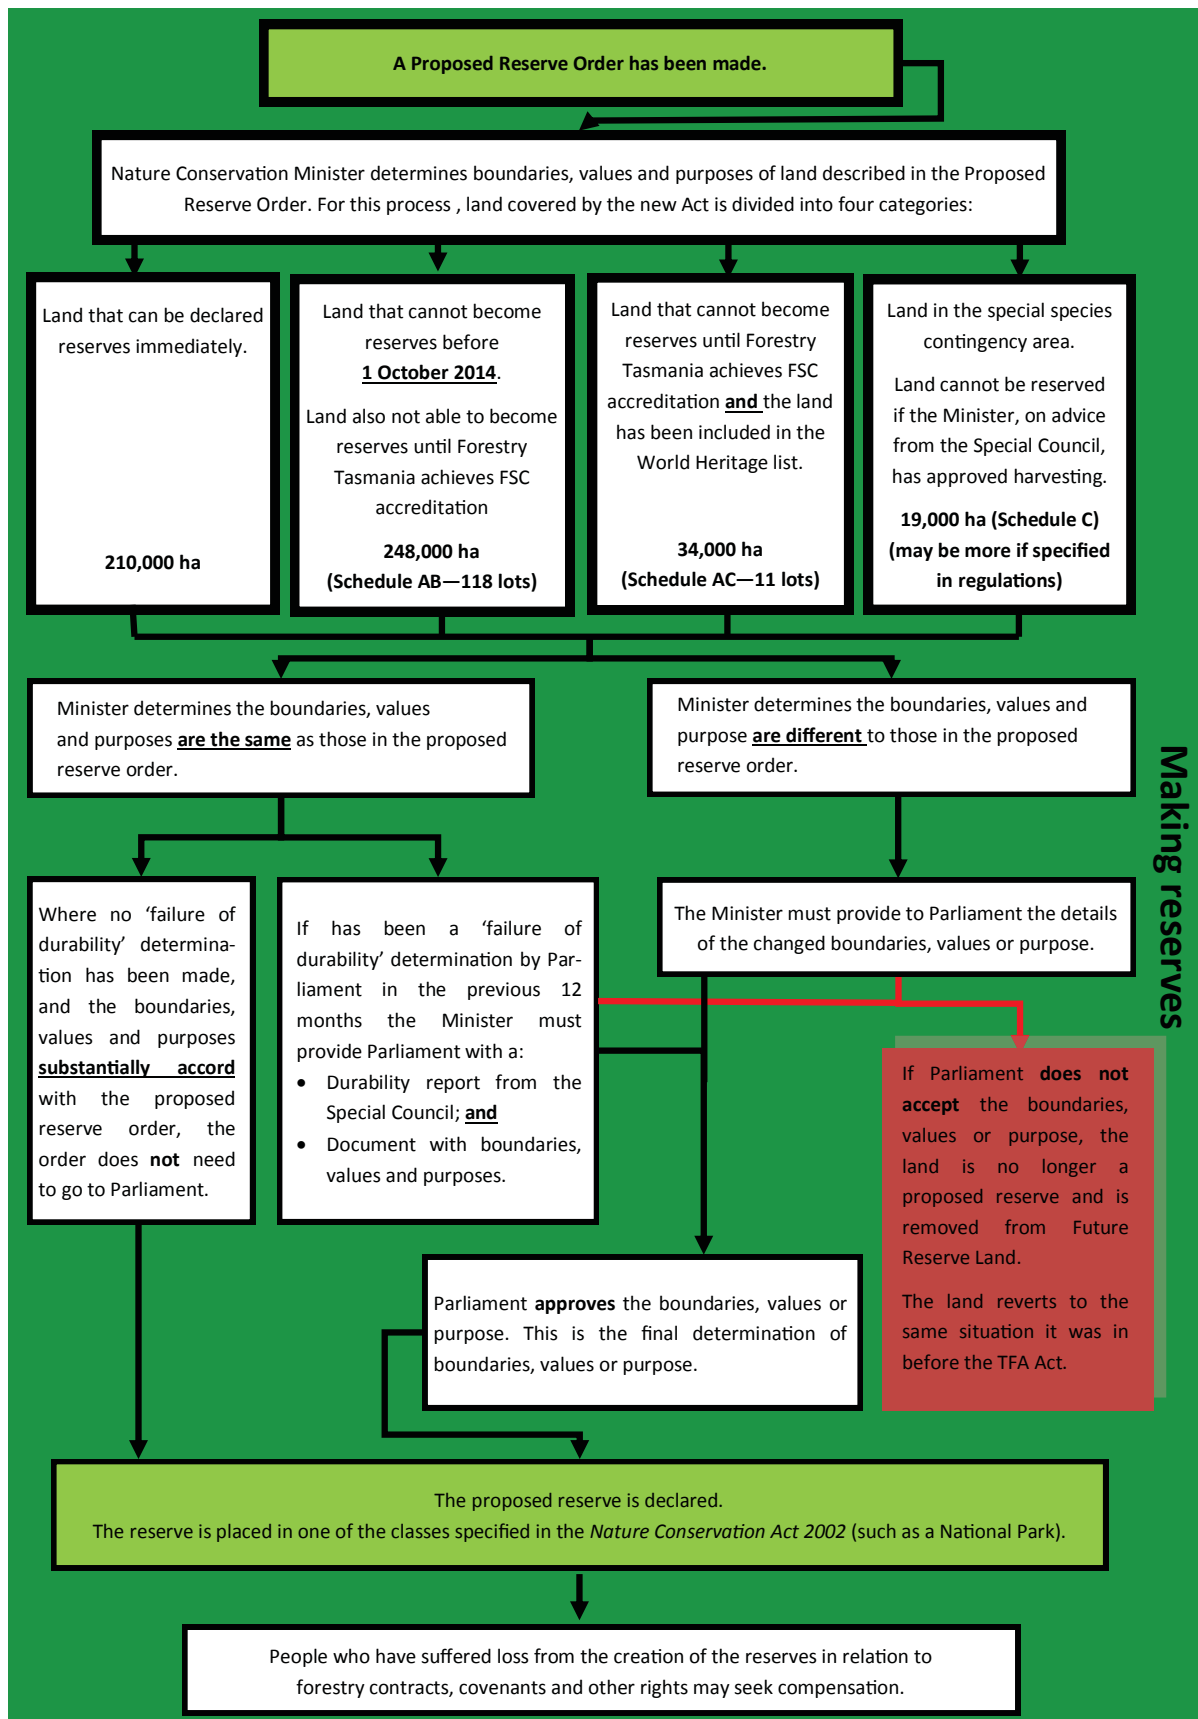 A Proposed Reserve Order has been made.
Nature Conservation Minister determines boundaries, values and purposes of land described in the Proposed
Reserve Order. For this process , land covered by the new Act is divided into four categories:
Land that can be declared
reserves immediately.
210,000 ha
Land that cannot become
reserves before
1 October 2014.
Land also not able to become
reserves until Forestry
Tasmania achieves FSC
accreditation
248,000 ha
(Schedule AB—118 lots)
Land that cannot become
reserves until Forestry
Tasmania achieves FSC
accreditation and the land
has been included in the
World Heritage list.
34,000 ha
(Schedule AC—11 lots)
Land in the special species
contingency area.
Land cannot be reserved
if the Minister, on advice
from the Special Council,
has approved harvesting.
19,000 ha (Schedule C)
(may be more if specified
in regulations)
Minister determines the boundaries, values
and purposes are the same as those in the proposed
reserve order.
Minister determines the boundaries, values and
purpose are different to those in the proposed
reserve order.
Making reserves
Where no ‘failure of
durability’ determina-
tion has been made,
and the boundaries,
values and purposes
substantially accord
with the proposed
reserve order, the
order does not need
to go to Parliament.
If has been a ‘failure of
durability’ determination by Par-
liament in the previous 12
months the Minister must
provide Parliament with a:
• Durability report from the
Special Council; and
• Document with boundaries,
values and purposes.
The Minister must provide to Parliament the details
of the changed boundaries, values or purpose.
If Parliament does not
accept the boundaries,
values or purpose, the
land is no longer a
proposed reserve and is
removed from Future
Reserve Land.
The land reverts to the
same situation it was in
before the TFA Act.
Parliament approves the boundaries, values or
purpose. This is the final determination of
boundaries, values or purpose.
The proposed reserve is declared.
The reserve is placed in one of the classes specified in the Nature Conservation Act 2002 (such as a National Park).
People who have suffered loss from the creation of the reserves in relation to
forestry contracts, covenants and other rights may seek compensation.